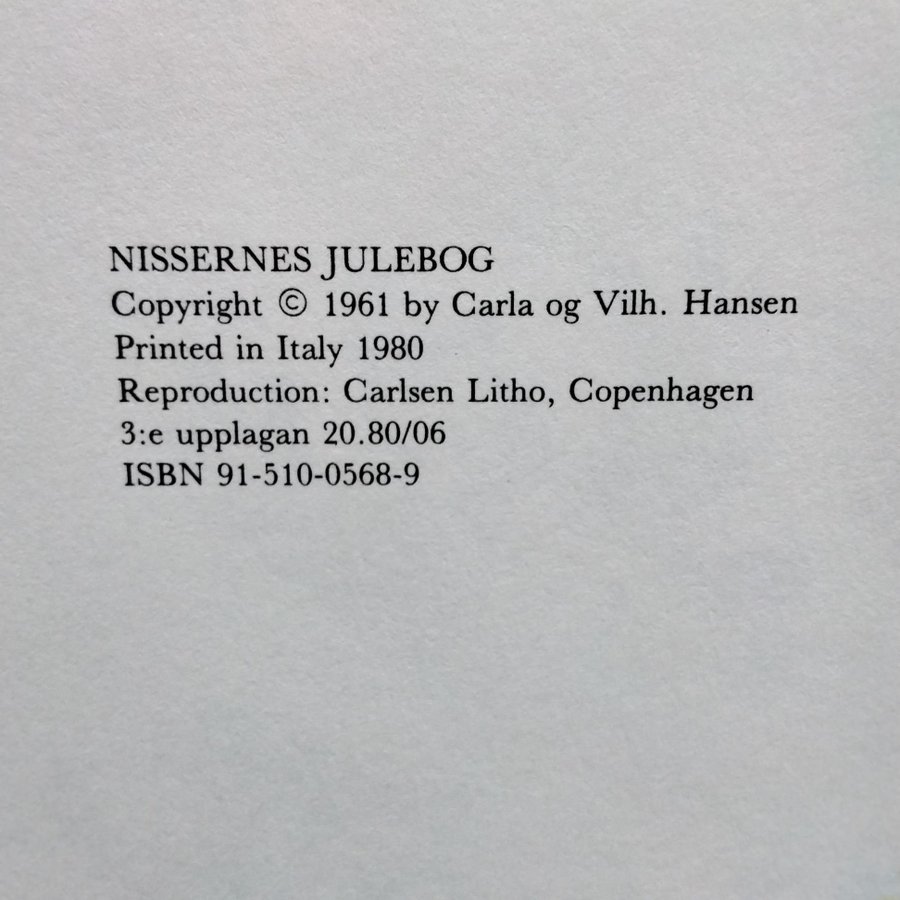 NISSERNES JULEBOG
Copyright © 1961 by Carla og Vilh. Hansen
Printed in Italy 1980
Reproduction: Carlsen Litho, Copenhagen
3:e upplagan 20.80/06
ISBN 91-510-0568-9